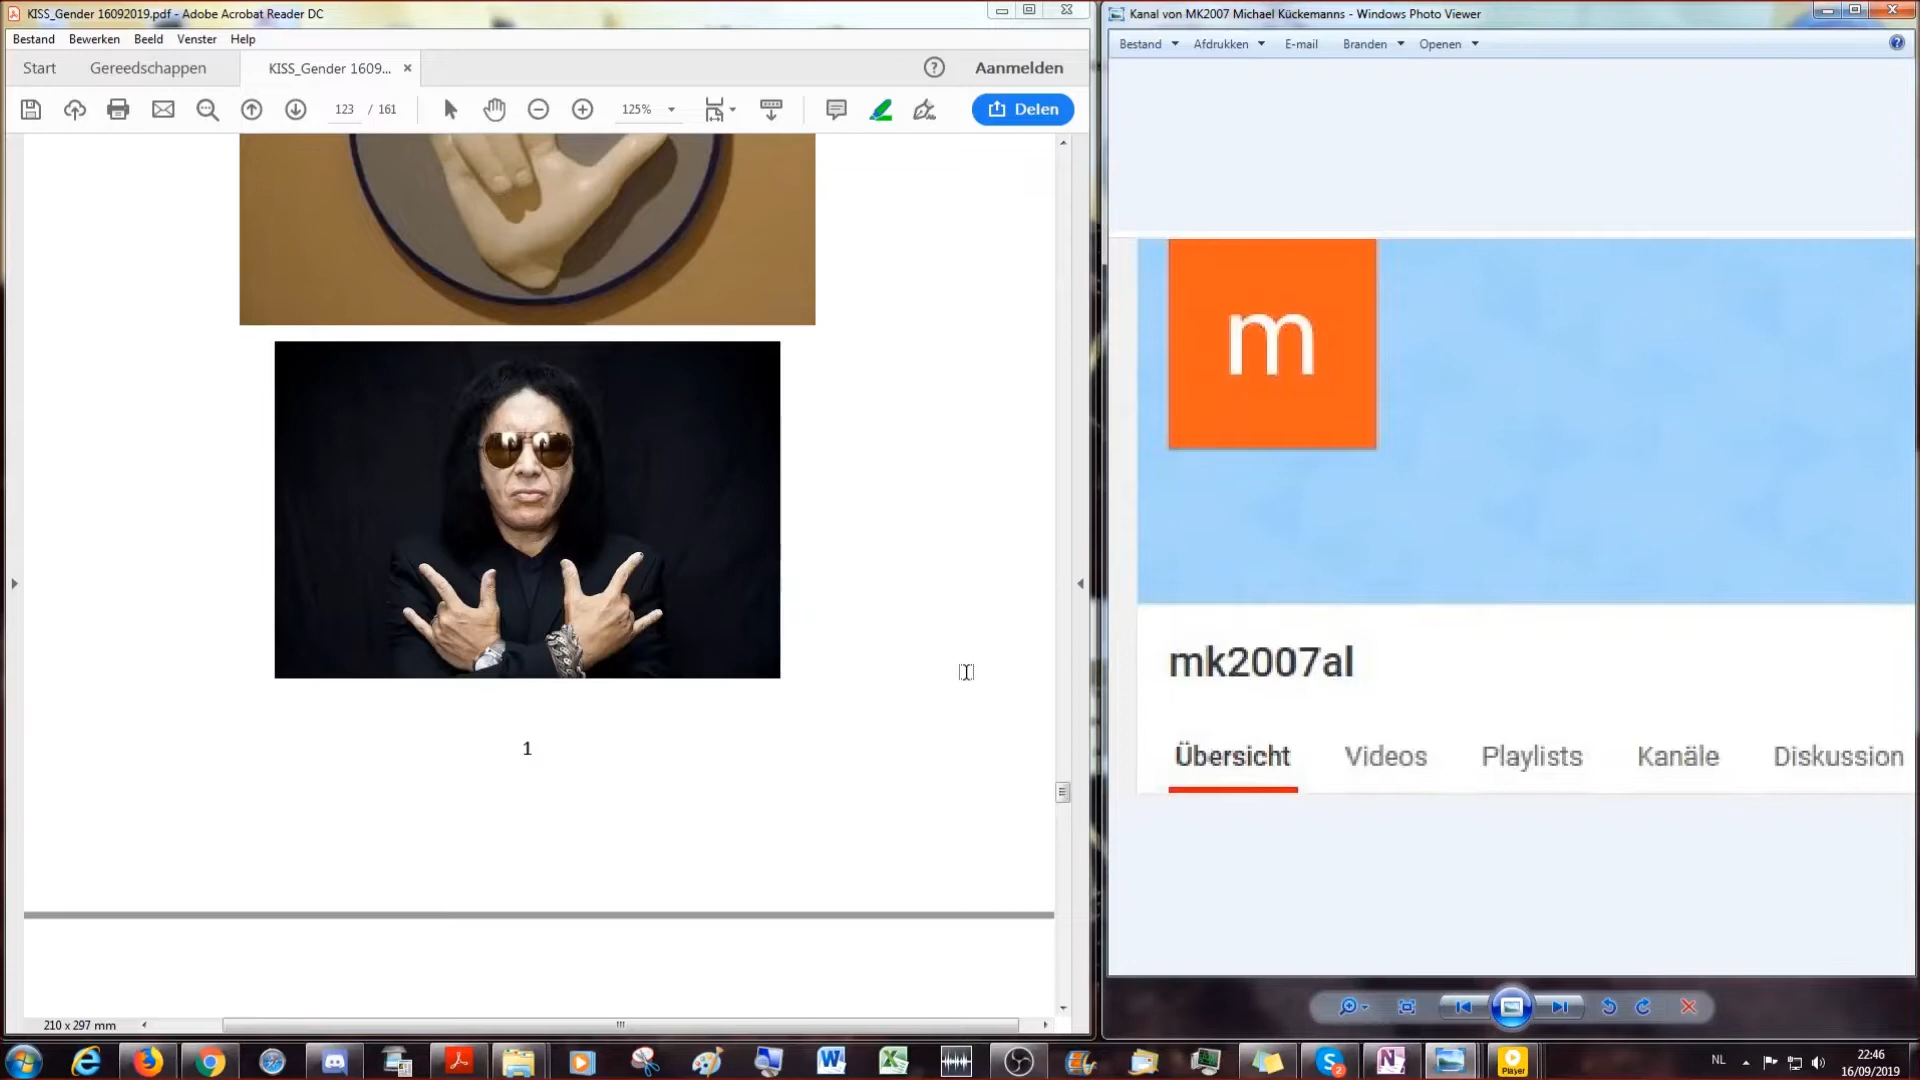 KISS_Gender 16092019.pdf - Adobe Acrobat Reader DC
Bestand Bewerken Beeld Venster Help
Start Gereedschappen KISS_Gender 1609... × Aanmelden
123 / 161 125% Delen
1
210 x 297 mm
Kanal von MK2007 Michael Kückemanns - Windows Photo Viewer
Bestand Afdrukken E-mail Branden Openen
m
mk2007al
Übersicht Videos Playlists Kanäle Diskussion
Player
NL
22:46
16/09/2019